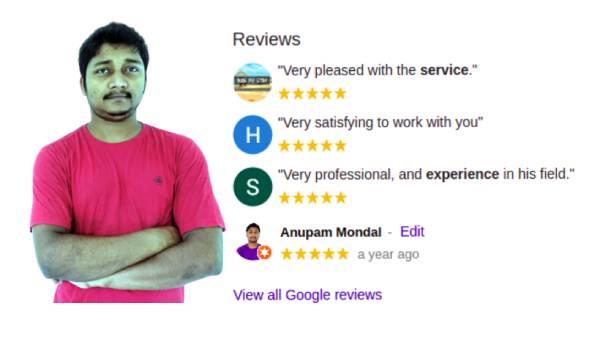 Reviews
"Very pleased with the service."
H
"Very satisfying to work with you"
S
"Very professional, and experience in his field."
Anupam Mondal - Edit
a year ago
View all Google reviews